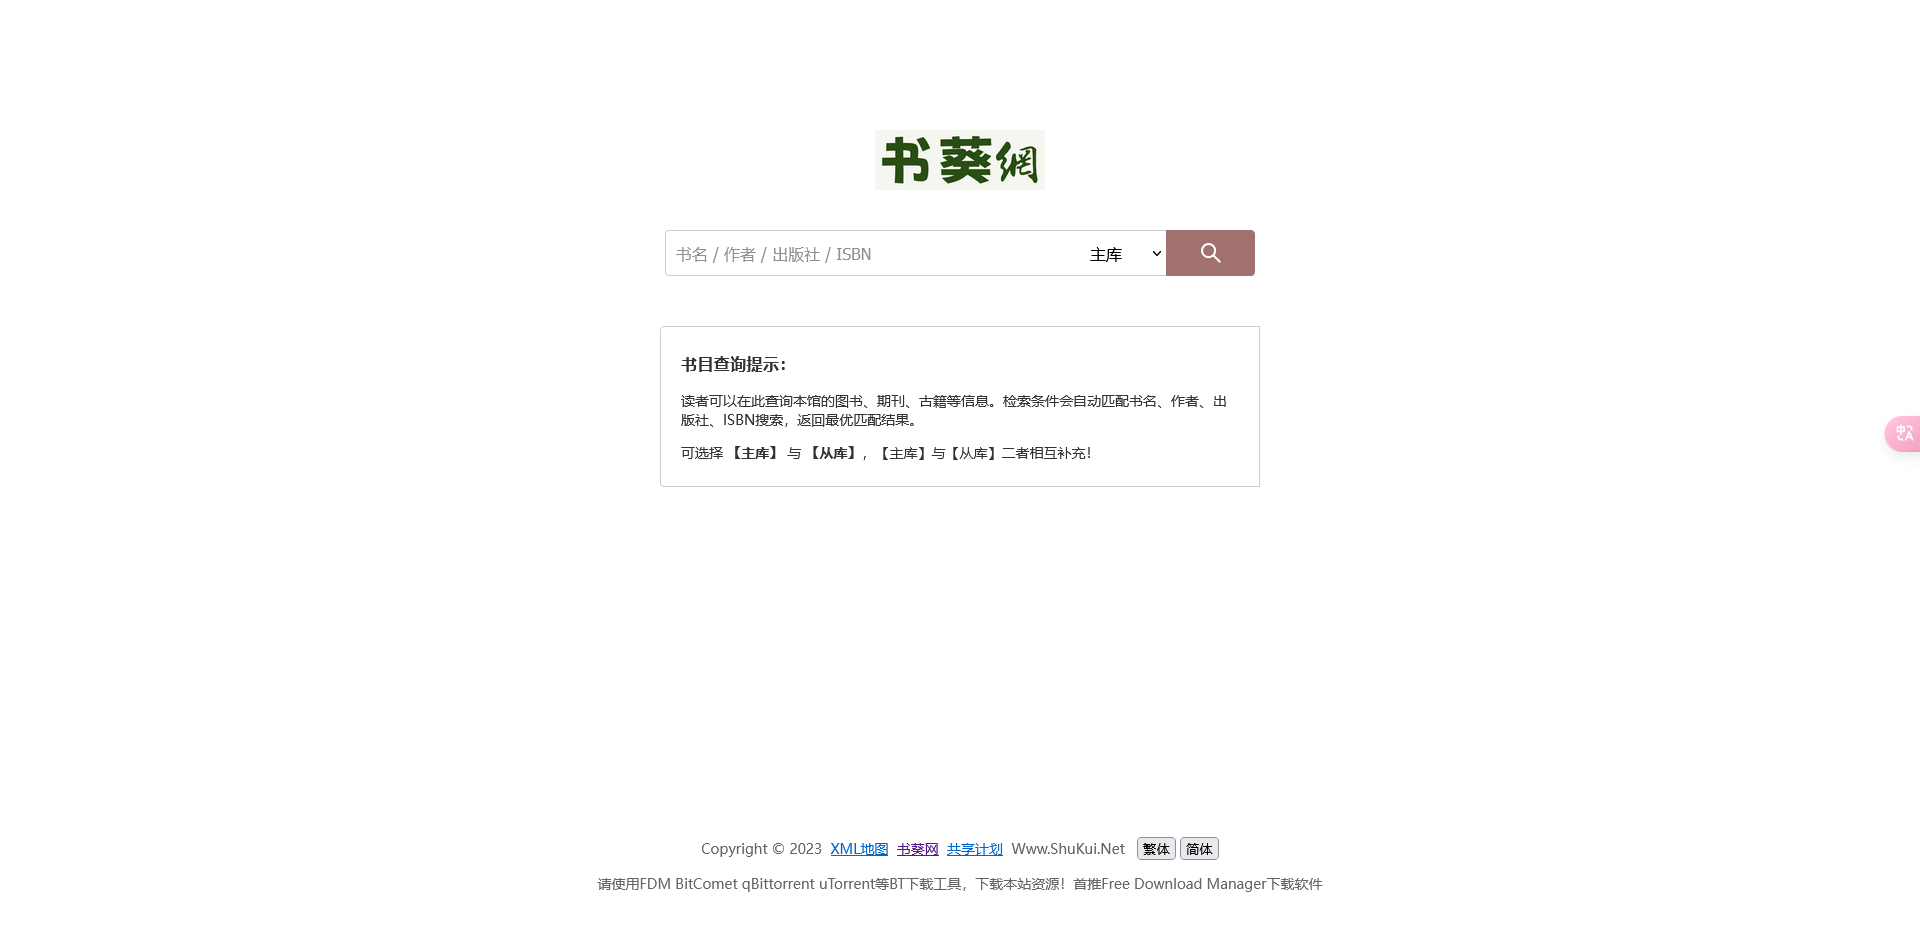 书葵網
书名 / 作者 / 出版社 / ISBN 主库
书目查询提示：
读者可以在此查询本馆的图书、期刊、古籍等信息。检索条件会自动匹配书名、作者、出
版社、ISBN搜索，返回最优匹配结果。
可选择 【主库】 与 【从库】，【主库】与【从库】二者相互补充！
中A
Copyright © 2023 XML地图 书葵网 共享计划 Www.ShuKui.Net 繁体 简体
请使用FDM BitComet qBittorrent uTorrent等BT下载工具，下载本站资源！首推Free Download Manager下载软件